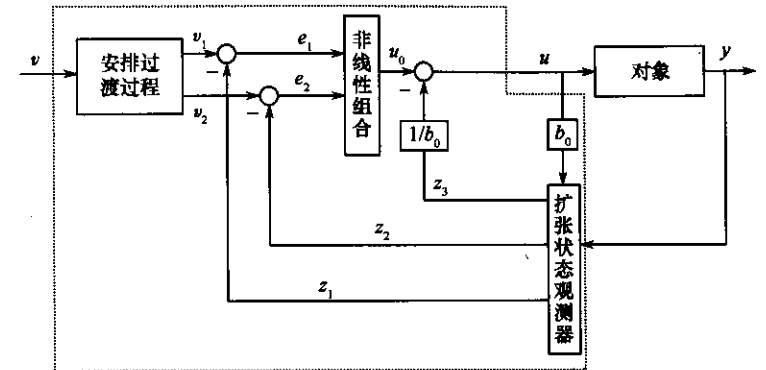 v
安排过
渡过程
v₁
v₂
e₁
e₂
非线性组合
u₀
u
对象
y
1/b₀
b₀
z₃
扩张状态观测器
z₂
z₁